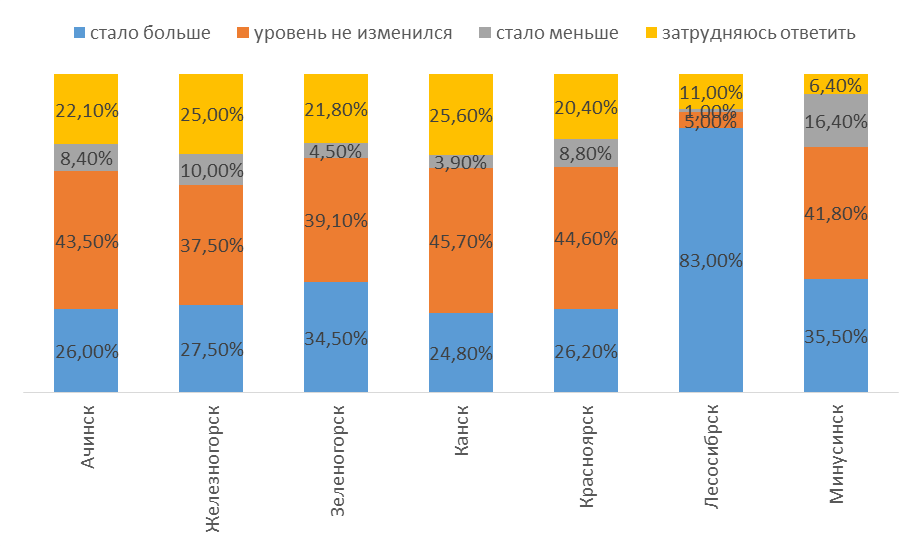 стало больше уровень не изменился стало меньше затрудняюсь ответить
22,10% 25,00% 21,80% 25,60% 20,40% 11,00% 6,40%
8,40% 10,00% 4,50% 3,90% 8,80% 1,00% 16,40%
43,50% 37,50% 39,10% 45,70% 44,60% 5,00% 41,80%
26,00% 27,50% 34,50% 24,80% 26,20% 83,00% 35,50%
Ачинск
Железногорск
Зеленогорск
Канск
Красноярск
Лесосибрск
Минусинск